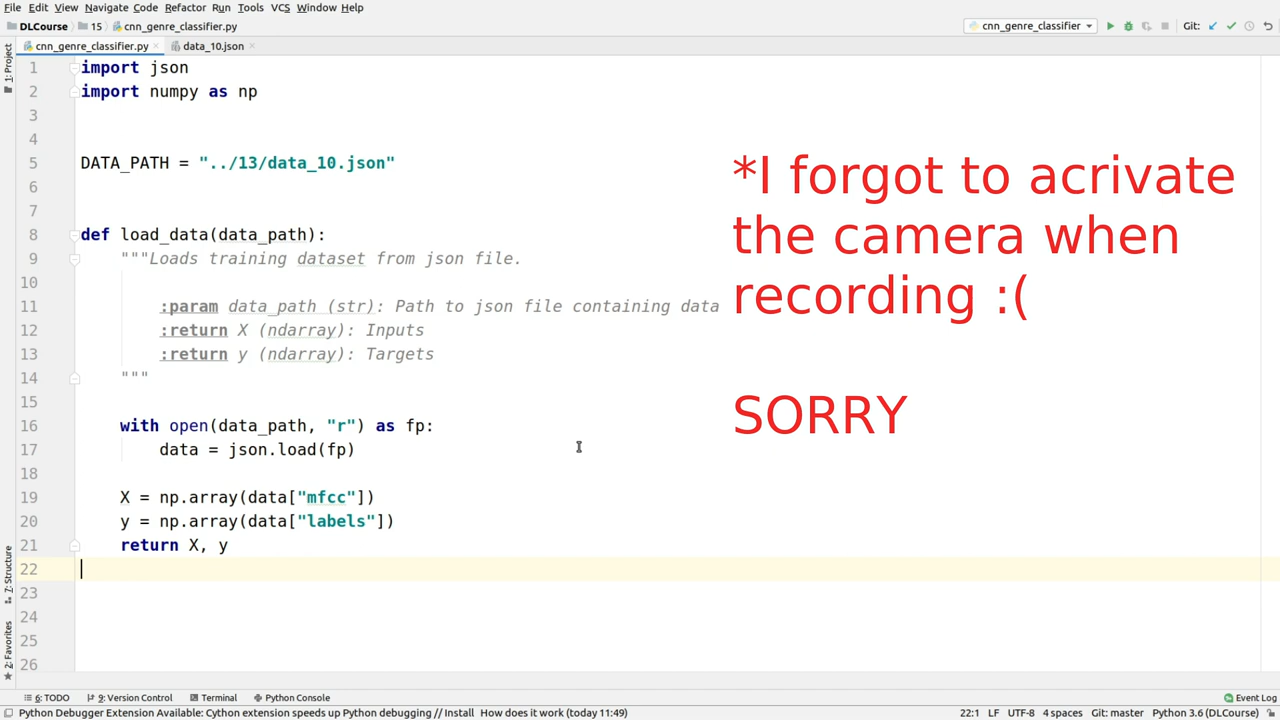 File Edit View Navigate Code Refactor Run Tools VCS Window Help
DLCourse 15 cnn_genre_classifier.py
cnn_genre_classifier
Git:
cnn_genre_classifier.py data_10.json
1: Project
1 import json
2 import numpy as np
3
4
5 DATA_PATH = "../13/data_10.json"
6
7
8 def load_data(data_path):
9 """Loads training dataset from json file.
10
11 :param data_path (str): Path to json file containing data
12 :return X (ndarray): Inputs
13 :return y (ndarray): Targets
14 """
15
16 with open(data_path, "r") as fp:
17 data = json.load(fp)
18
19 X = np.array(data["mfcc"])
20 y = np.array(data["labels"])
21 return X, y
22
23
24
25
26
*I forgot to acrivate
the camera when
recording :(
SORRY
7: Structure
2: Favorites
6: TODO 9: Version Control Terminal Python Console Event Log
Python Debugger Extension Available: Cython extension speeds up Python debugging // Install How does it work (today 11:49) 22:1 LF UTF-8 4 spaces Git: master Python 3.6 (DLCourse)